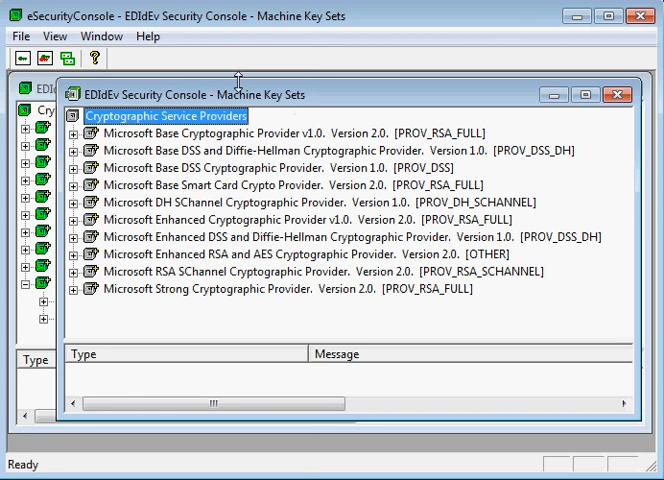 eSecurityConsole - EDIdEv Security Console - Machine Key Sets
File View Window Help
EDId
EDIdEv Security Console - Machine Key Sets
Cry
Cryptographic Service Providers
Microsoft Base Cryptographic Provider v1.0. Version 2.0. [PROV_RSA_FULL]
Microsoft Base DSS and Diffie-Hellman Cryptographic Provider. Version 1.0. [PROV_DSS_DH]
Microsoft Base DSS Cryptographic Provider. Version 1.0. [PROV_DSS]
Microsoft Base Smart Card Crypto Provider. Version 2.0. [PROV_RSA_FULL]
Microsoft DH SChannel Cryptographic Provider. Version 1.0. [PROV_DH_SCHANNEL]
Microsoft Enhanced Cryptographic Provider v1.0. Version 2.0. [PROV_RSA_FULL]
Microsoft Enhanced DSS and Diffie-Hellman Cryptographic Provider. Version 1.0. [PROV_DSS_DH]
Microsoft Enhanced RSA and AES Cryptographic Provider. Version 2.0. [OTHER]
Microsoft RSA SChannel Cryptographic Provider. Version 2.0. [PROV_RSA_SCHANNEL]
Microsoft Strong Cryptographic Provider. Version 2.0. [PROV_RSA_FULL]
Type Message
Type
Ready